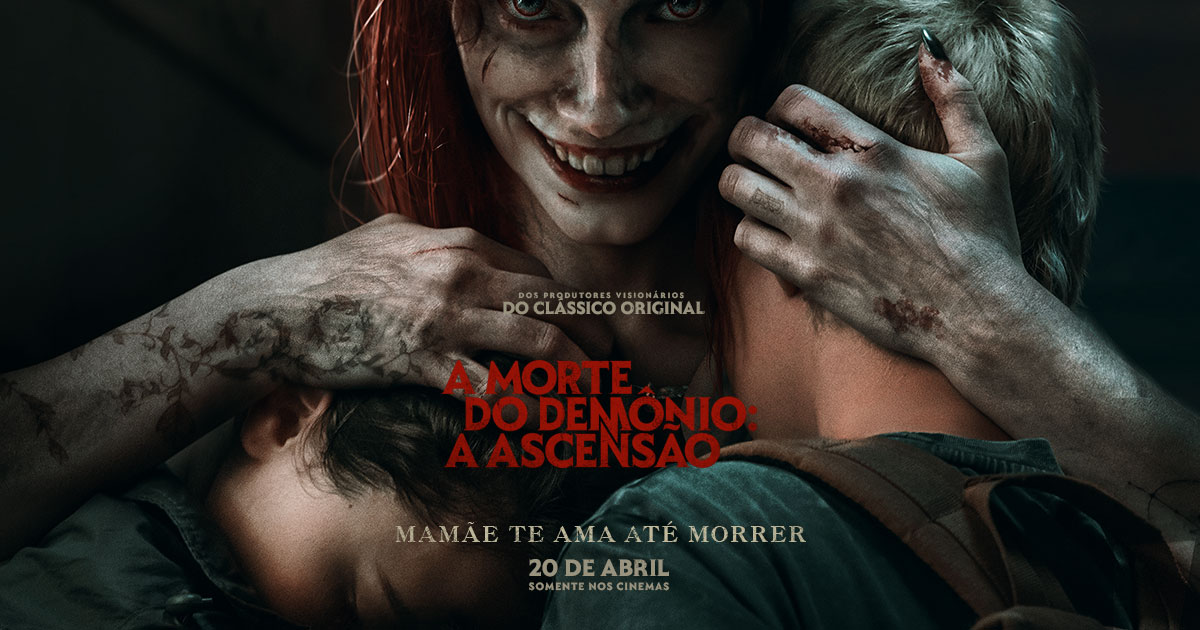 DOS PRODUTORES VISIONÁRIOS
DO CLÁSSICO ORIGINAL
A MORTE
DO DEMÔNIO:
A ASCENSÃO
MAMÃE TE AMA ATÉ MORRER
20 DE ABRIL
SOMENTE NOS CINEMAS